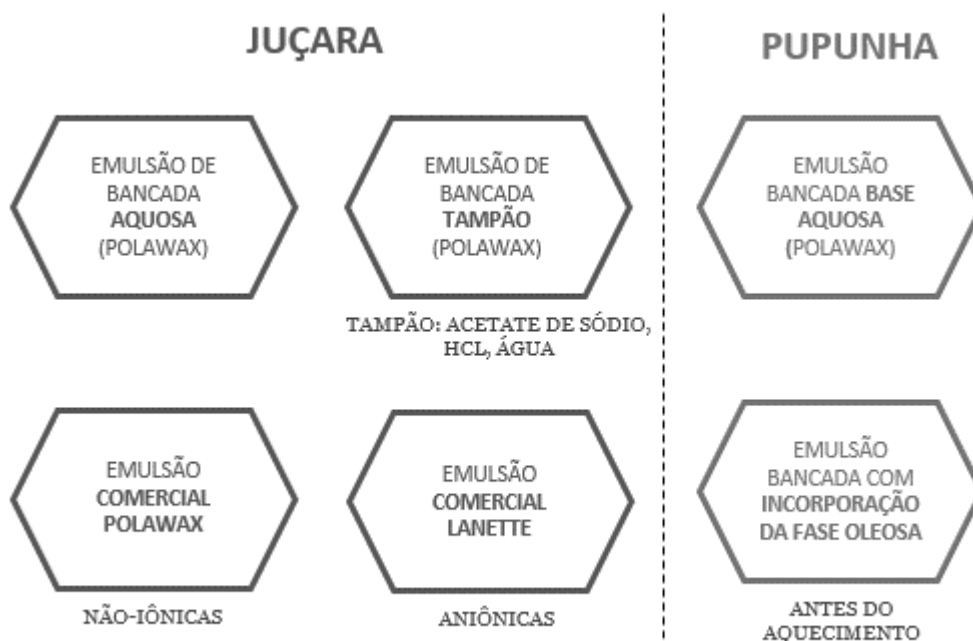 JUÇARA
EMULSÃO DE
BANCADA
AQUOSA
(POLAWAX)
EMULSÃO DE
BANCADA
TAMPÃO
(POLAWAX)
TAMPÃO: ACETATE DE SÓDIO,
HCL, ÁGUA
EMULSÃO
COMERCIAL
POLAWAX
NÃO-IÔNICAS
EMULSÃO
COMERCIAL
LANETTE
ANIÔNICAS
PUPUNHA
EMULSÃO
BANCADA BASE
AQUOSA
(POLAWAX)
EMULSÃO
BANCADA COM
INCORPORAÇÃO
DA FASE OLEOSA
ANTES DO
AQUECIMENTO